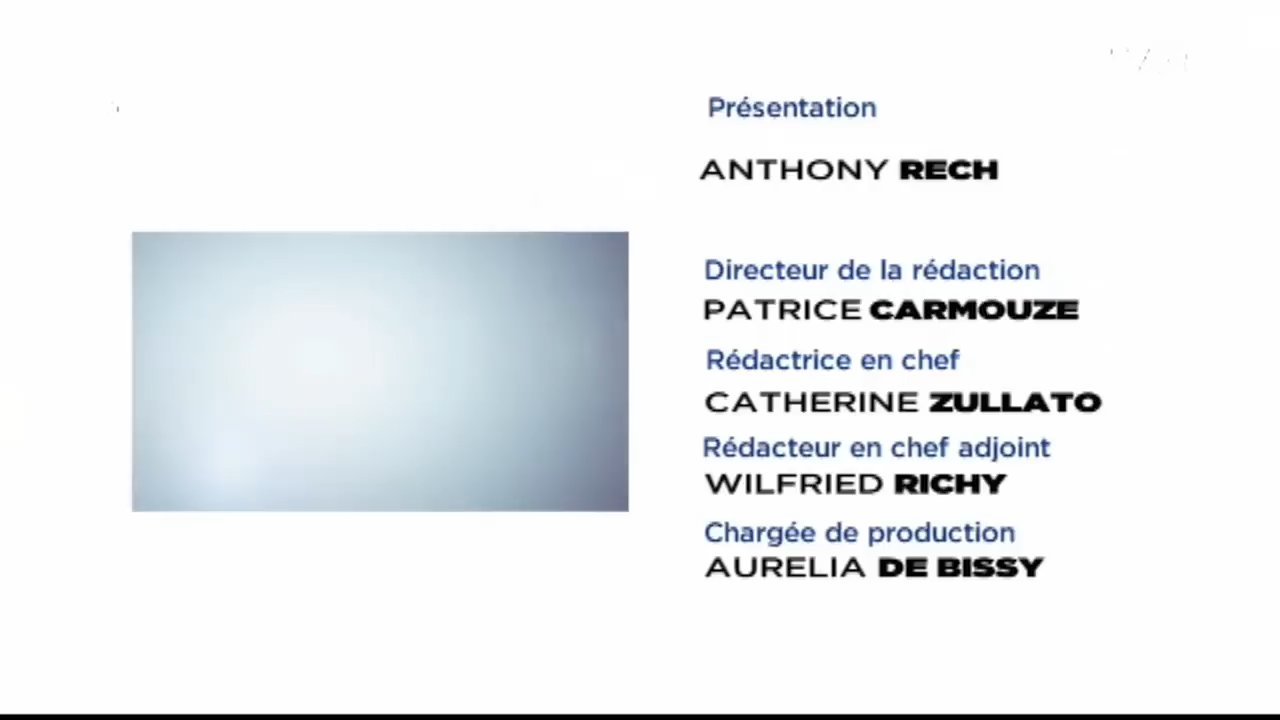 Présentation
ANTHONY RECH
Directeur de la rédaction
PATRICE CARMOUZE
Rédactrice en chef
CATHERINE ZULLATO
Rédacteur en chef adjoint
WILFRIED RICHY
Chargée de production
AURELIA DE BISSY